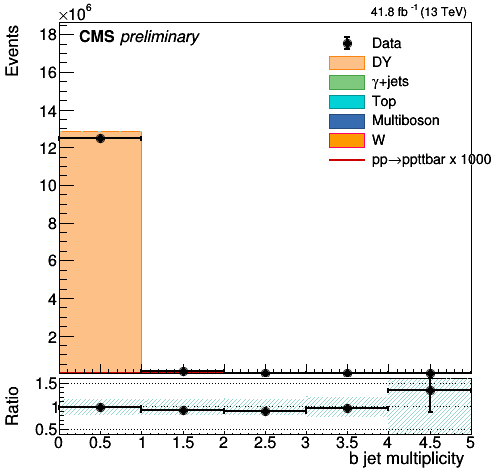 ×10⁶
41.8 fb⁻¹ (13 TeV)
CMS preliminary
Events
18
16
14
12
10
8
6
4
2
Data
DY
γ+jets
Top
Multiboson
W
pp→ppttbar x 1000
Ratio
1.5
1
0.5
0 0.5 1 1.5 2 2.5 3 3.5 4 4.5 5
b jet multiplicity